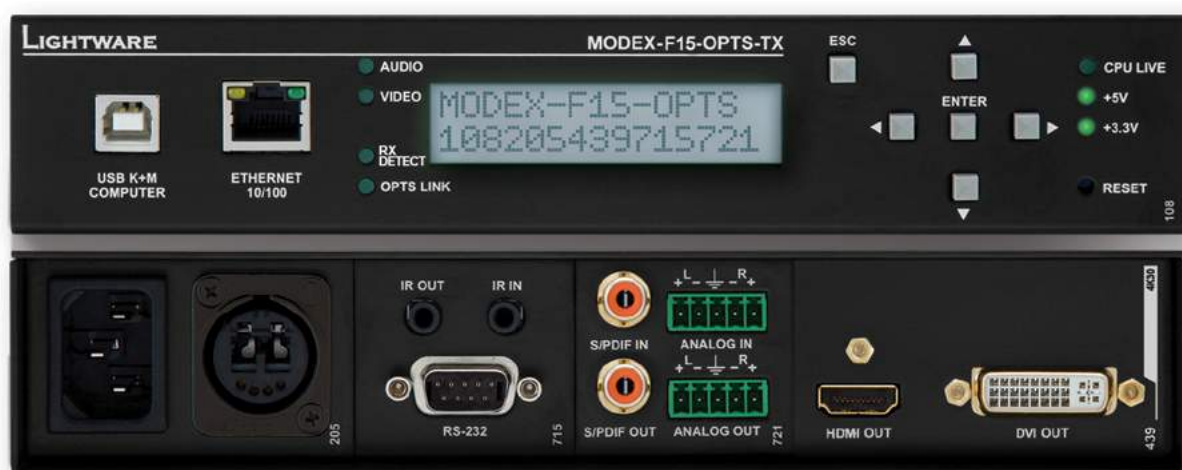 LIGHTWARE
MODEX-F15-OPTS-TX
ESC
AUDIO
VIDEO
MODEX-F15-OPTS
108205439715721
CPU LIVE
ENTER
+5V
+3.3V
RX
DETECT
OPTS LINK
USB K+M
COMPUTER
ETHERNET
10/100
RESET
108
IR OUT
IR IN
+ L - - R +
S/PDIF IN
ANALOG IN
+ L - - R +
4K30
RS-232
S/PDIF OUT
ANALOG OUT
HDMI OUT
DVI OUT
205
715
721
439